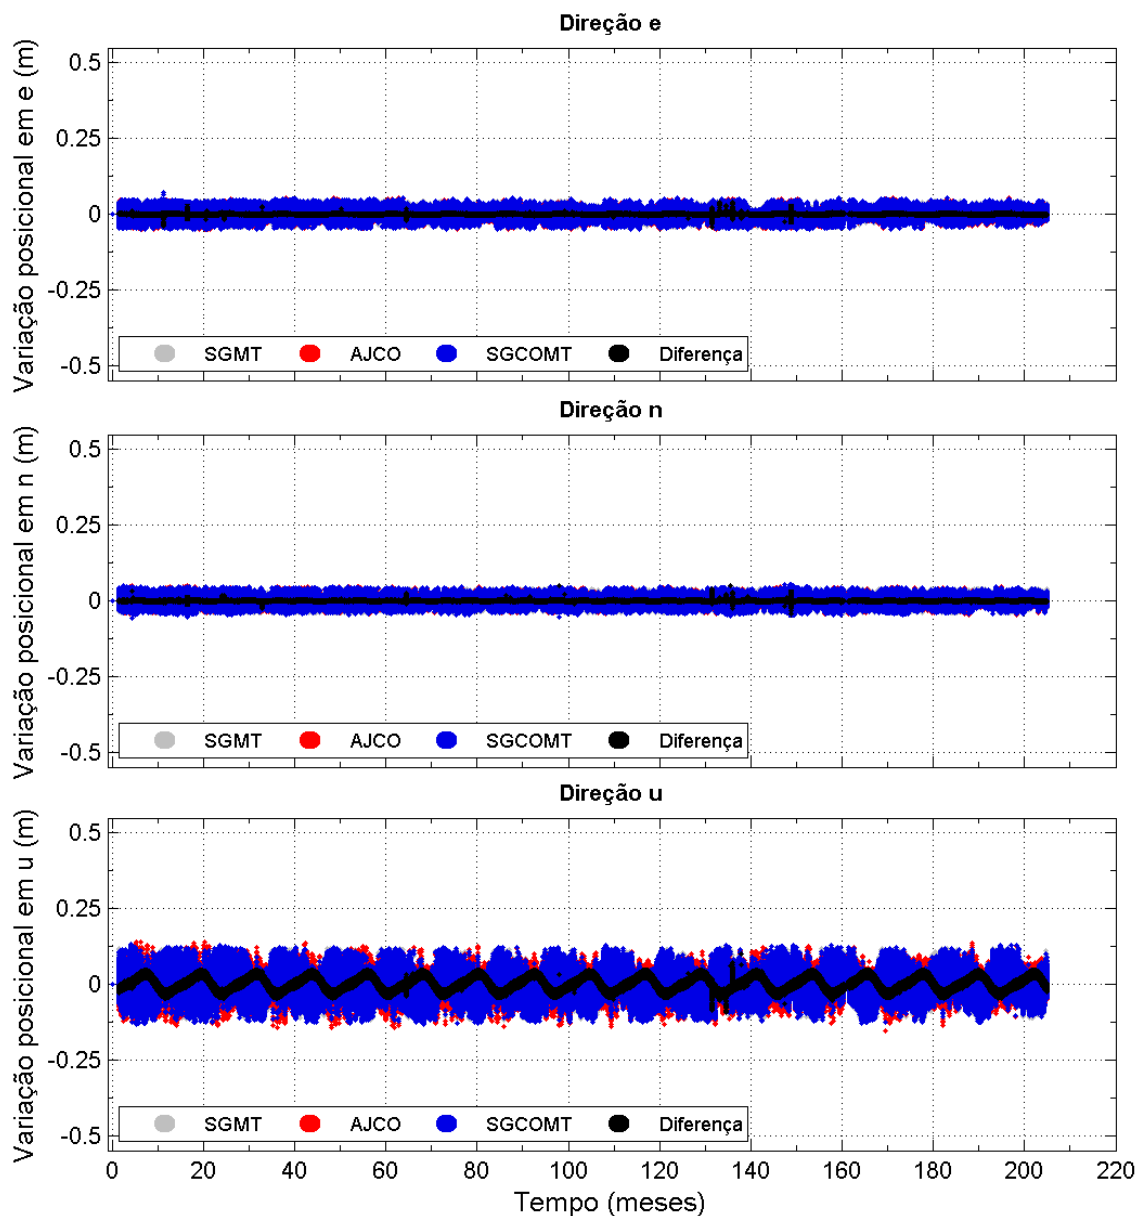 Direção e
Variação posicional em e (m)
0.5
0.25
0
-0.25
-0.5
SGMT AJCO SGCOMT Diferença
Direção n
Variação posicional em n (m)
0.5
0.25
0
-0.25
-0.5
SGMT AJCO SGCOMT Diferença
Direção u
Variação posicional em u (m)
0.5
0.25
0
-0.25
-0.5
SGMT AJCO SGCOMT Diferença
0 20 40 60 80 100 120 140 160 180 200 220
Tempo (meses)